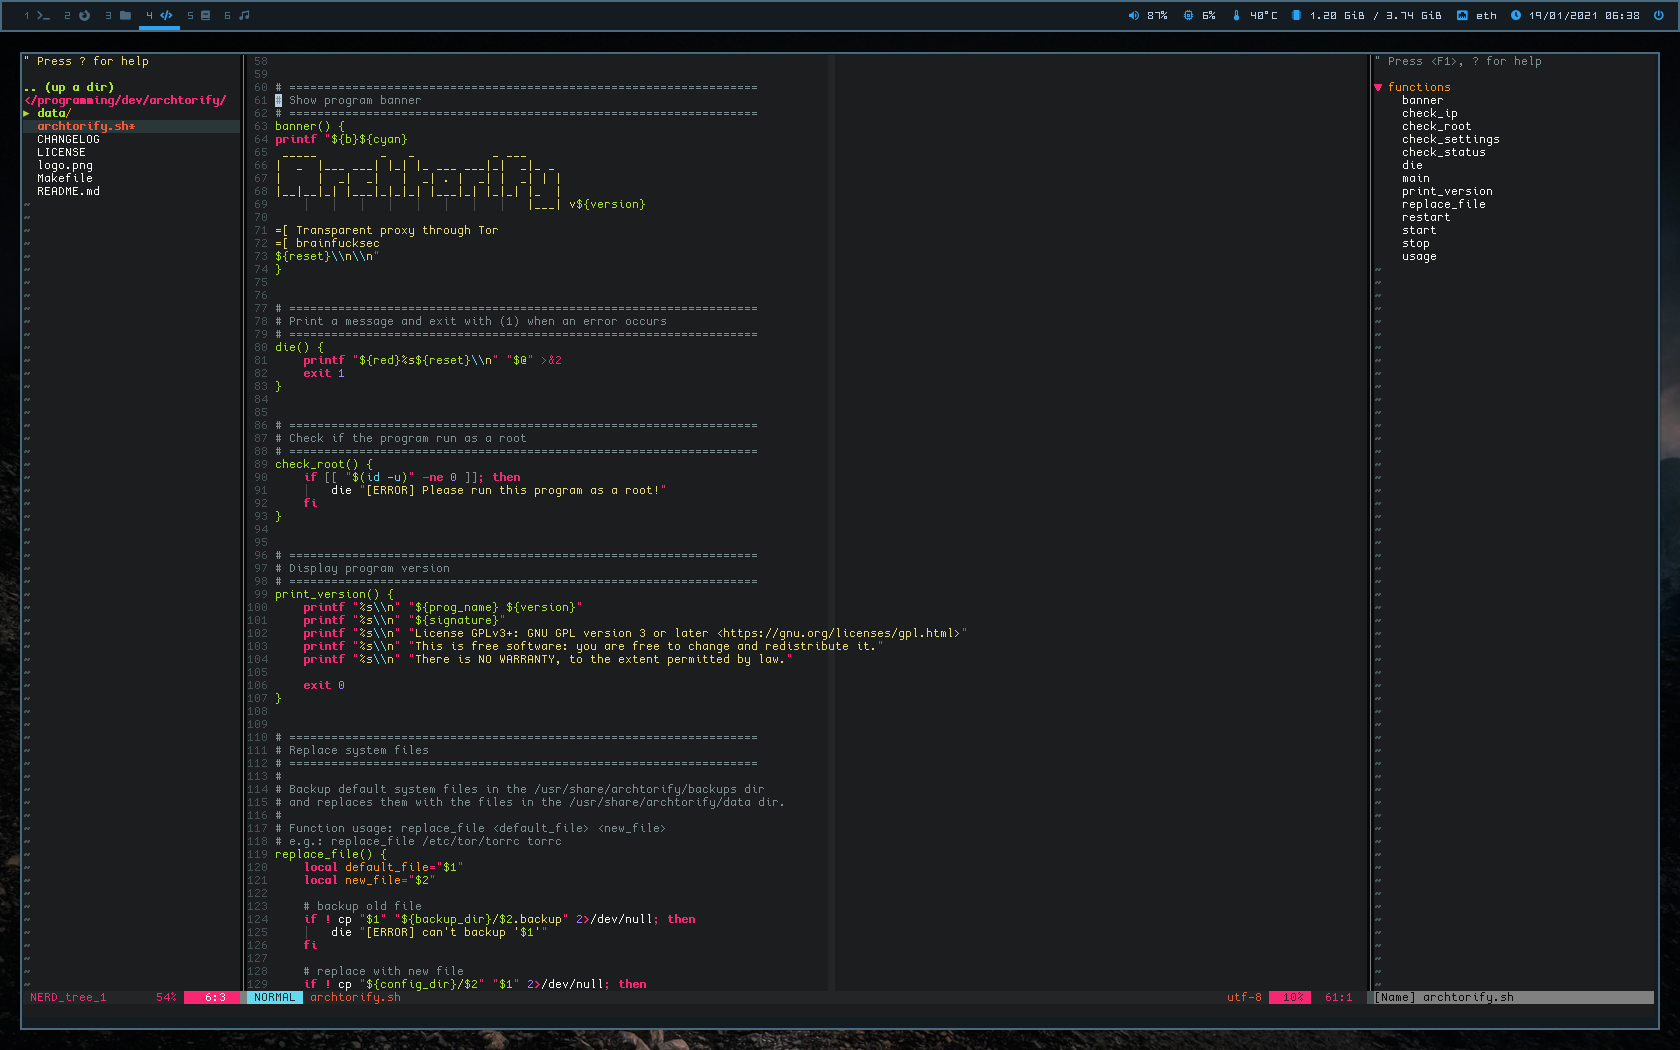 1 2 3 4 5 6
87% 6% 40°C 1.20 GiB / 3.74 GiB eth 19/01/2021 06:38
" Press ? for help
.. (up a dir)
</programming/dev/archtorify/
▸ data/
archtorify.sh*
CHANGELOG
LICENSE
logo.png
Makefile
README.md
58
59
60 # ===================================================================
61 # Show program banner
62 # ===================================================================
63 banner() {
64 printf "${b}${cyan}
65  _____         _   _           _ ___
66 |  _  |___ ___| |_| |_ ___ ___|_|  _|_ _
67 |     |  _|  _|   |  _| . |  _| |  _| | |
68 |__|__|_| |___|_|_|_| |___|_| |_|_| |_  |
69                                     |___| v${version}
70
71 =[ Transparent proxy through Tor
72 =[ brainfucksec
73 ${reset}\\n\\n"
74 }
75
76
77 # ===================================================================
78 # Print a message and exit with (1) when an error occurs
79 # ===================================================================
80 die() {
81     printf "${red}%s${reset}\\n" "$@" >&2
82     exit 1
83 }
84
85
86 # ===================================================================
87 # Check if the program run as a root
88 # ===================================================================
89 check_root() {
90     if [[ "$(id -u)" -ne 0 ]]; then
91         die "[ERROR] Please run this program as a root!"
92     fi
93 }
94
95
96 # ===================================================================
97 # Display program version
98 # ===================================================================
99 print_version() {
100     printf "%s\\n" "${prog_name} ${version}"
101     printf "%s\\n" "${signature}"
102     printf "%s\\n" "License GPLv3+: GNU GPL version 3 or later <https://gnu.org/licenses/gpl.html>"
103     printf "%s\\n" "This is free software: you are free to change and redistribute it."
104     printf "%s\\n" "There is NO WARRANTY, to the extent permitted by law."
105
106     exit 0
107 }
108
109
110 # ===================================================================
111 # Replace system files
112 # ===================================================================
113 #
114 # Backup default system files in the /usr/share/archtorify/backups dir
115 # and replaces them with the files in the /usr/share/archtorify/data dir.
116 #
117 # Function usage: replace_file <default_file> <new_file>
118 # e.g.: replace_file /etc/tor/torrc torrc
119 replace_file() {
120     local default_file="$1"
121     local new_file="$2"
122
123     # backup old file
124     if ! cp "$1" "${backup_dir}/$2.backup" 2>/dev/null; then
125         die "[ERROR] can't backup '$1'"
126     fi
127
128     # replace with new file
129     if ! cp "${config_dir}/$2" "$1" 2>/dev/null; then
" Press <F1>, ? for help
▼ functions
banner
check_ip
check_root
check_settings
check_status
die
main
print_version
replace_file
restart
start
stop
usage
NERD_tree_1 54% 6:3 NORMAL archtorify.sh utf-8 10% 61:1 [Name] archtorify.sh